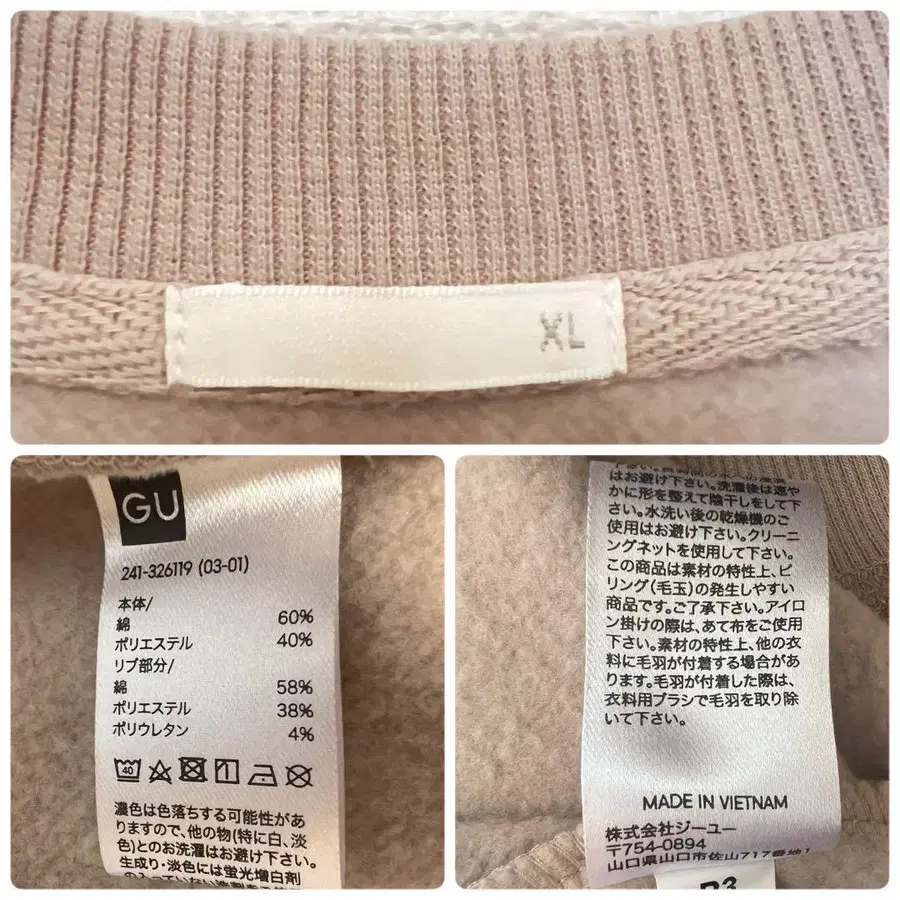 XL
GU
241-326119 (03-01)
本体/
綿 60%
ポリエステル 40%
リブ部分/
綿 58%
ポリエステル 38%
ポリウレタン 4%
40
濃色は色落ちする可能性があ
りますので、他の物(特に白、淡
色)とのお洗濯はお避け下さい。
生成り・淡色には蛍光増白剤
はお避け下さい。洗濯後は速や
かに形を整えて陰干しをして下
さい。水洗い後の乾燥機のご
使用はお避け下さい。クリーニ
ングネットを使用して下さい。
この商品は素材の特性上、ピ
リング(毛玉)の発生しやすい
商品です。ご了承下さい。アイロ
ン掛けの際は、あて布をご使用
下さい。素材の特性上、他の衣
料に毛羽が付着する場合があ
ります。毛羽が付着した際は、
衣料用ブラシで毛羽を取り除
いて下さい。
MADE IN VIETNAM
株式会社ジーユー
〒754-0894
山口県山口市佐山717番地1